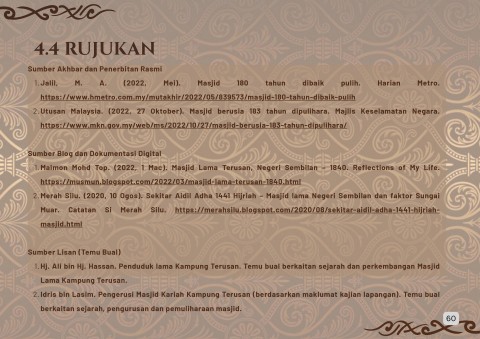 4.4 RUJUKAN
Sumber Akhbar dan Penerbitan Rasmi
1. Jalil, M. A. (2022, Mei). Masjid 180 tahun dibaik pulih. Harian Metro.
https://www.hmetro.com.my/mutakhir/2022/05/839573/masjid-180-tahun-dibaik-pulih
2. Utusan Malaysia. (2022, 27 Oktober). Masjid berusia 183 tahun dipulihara. Majlis Keselamatan Negara.
https://www.mkn.gov.my/web/ms/2022/10/27/masjid-berusia-183-tahun-dipulihara/
Sumber Blog dan Dokumentasi Digital
1. Maimon Mohd Top. (2022, 1 Mac). Masjid Lama Terusan, Negeri Sembilan – 1840. Reflections of My Life.
https://musmun.blogspot.com/2022/03/masjid-lama-terusan-1840.html
2. Merah Silu. (2020, 10 Ogos). Sekitar Aidil Adha 1441 Hijriah – Masjid lama Negeri Sembilan dan faktor Sungai
Muar. Catatan Si Merah Silu. https://merahsilu.blogspot.com/2020/08/sekitar-aidil-adha-1441-hijriah-
masjid.html
Sumber Lisan (Temu Bual)
1. Hj. Ali bin Hj. Hassan. Penduduk lama Kampung Terusan. Temu bual berkaitan sejarah dan perkembangan Masjid
Lama Kampung Terusan.
2. Idris bin Lasim. Pengerusi Masjid Kariah Kampung Terusan (berdasarkan maklumat kajian lapangan). Temu bual
berkaitan sejarah, pengurusan dan pemuliharaan masjid.
60